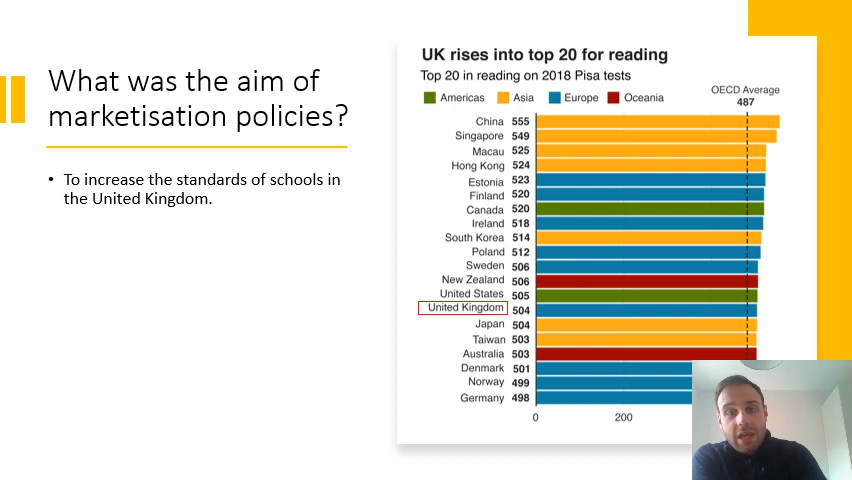 What was the aim of
marketisation policies?
• To increase the standards of schools in
the United Kingdom.
UK rises into top 20 for reading
Top 20 in reading on 2018 Pisa tests
Americas Asia Europe Oceania
OECD Average
487
China 555
Singapore 549
Macau 525
Hong Kong 524
Estonia 523
Finland 520
Canada 520
Ireland 518
South Korea 514
Poland 512
Sweden 506
New Zealand 506
United States 505
United Kingdom 504
Japan 504
Taiwan 503
Australia 503
Denmark 501
Norway 499
Germany 498
0 200